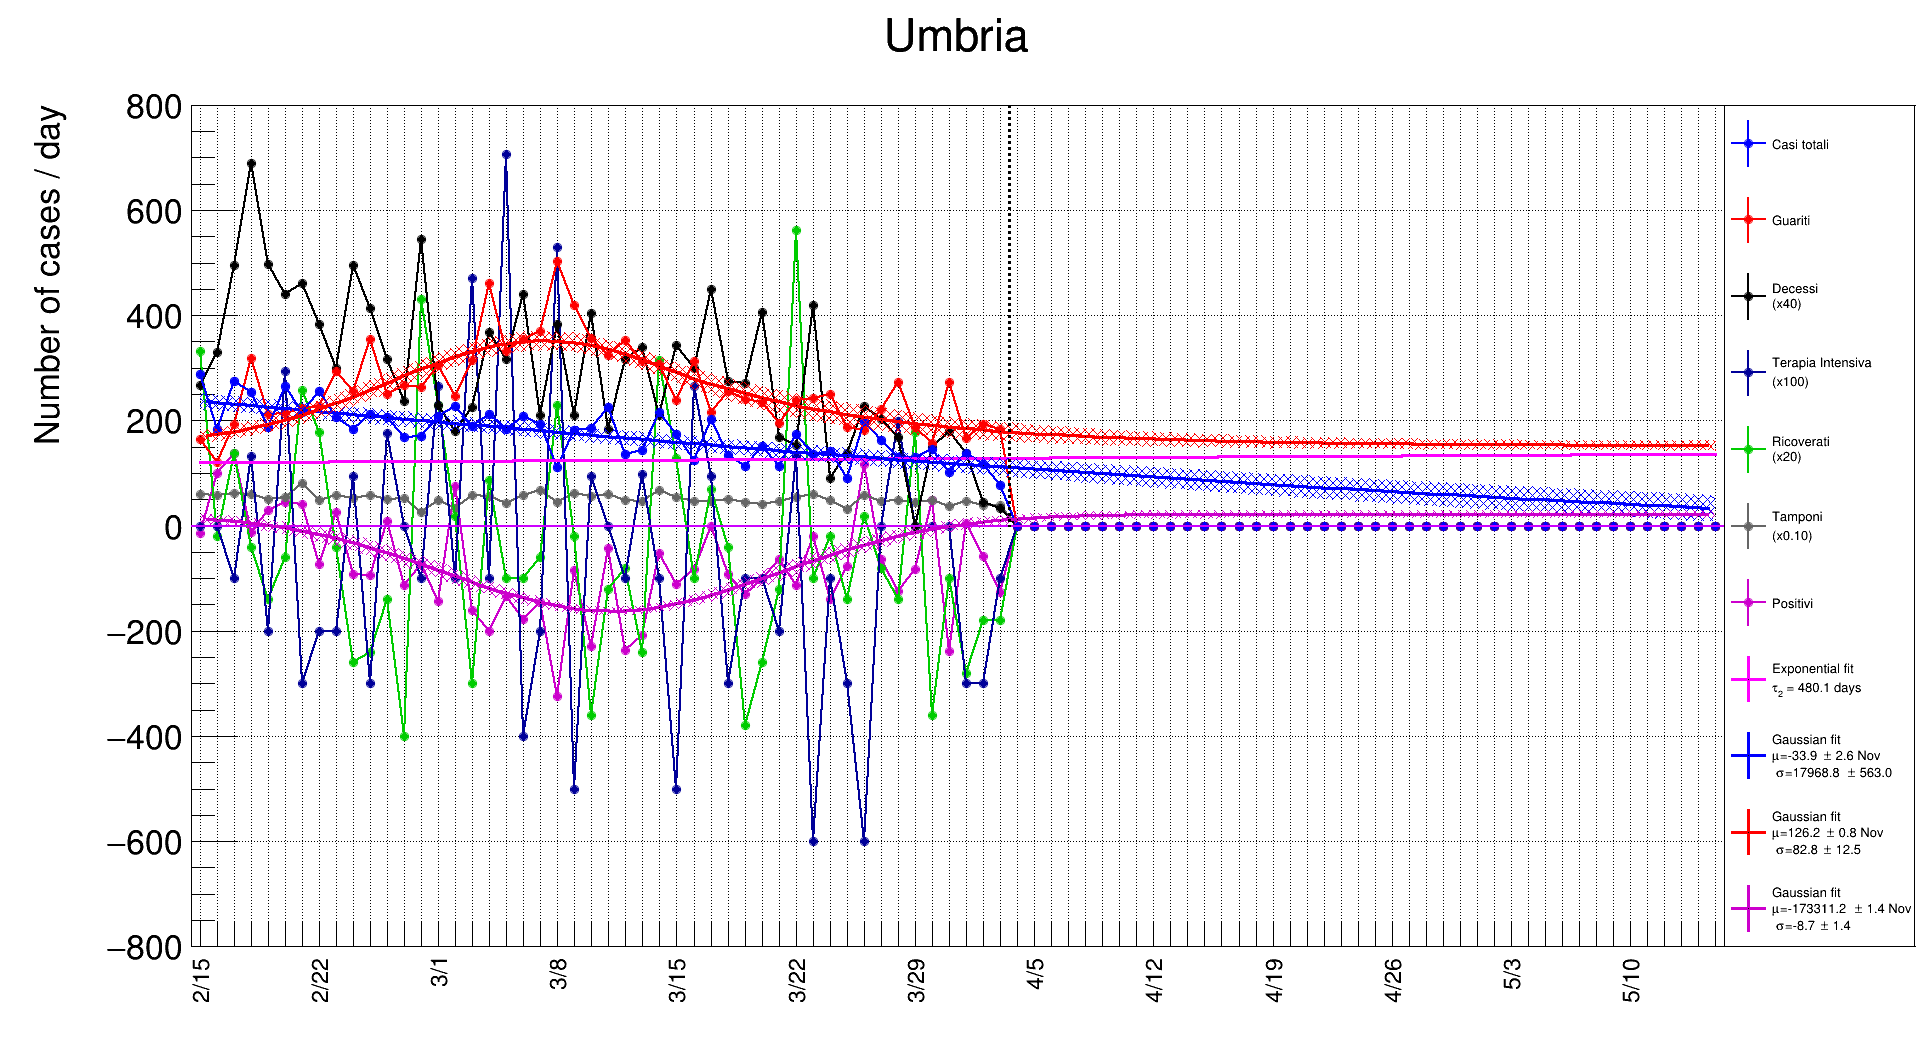 Umbria
Number of cases / day
800
600
400
200
0
−200
−400
−600
−800
2/15
2/22
3/1
3/8
3/15
3/22
3/29
4/5
4/12
4/19
4/26
5/3
5/10
Casi totali
Guariti
Decessi
(x40)
Terapia Intensiva
(x100)
Ricoverati
(x20)
Tamponi
(x0.10)
Positivi
Exponential fit
τ2 = 480.1 days
Gaussian fit
μ=-33.9 ± 2.6 Nov
σ=17968.8 ± 563.0
Gaussian fit
μ=126.2 ± 0.8 Nov
σ=82.8 ± 12.5
Gaussian fit
μ=-173311.2 ± 1.4 Nov
σ=-8.7 ± 1.4